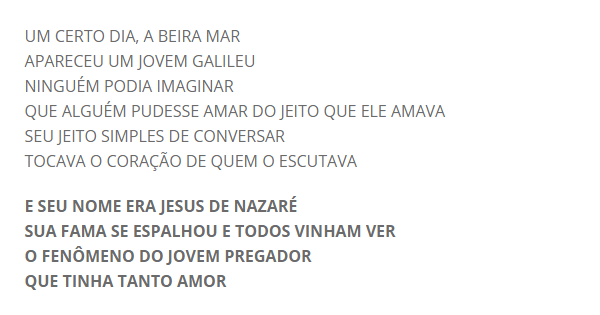 UM CERTO DIA, A BEIRA MAR
APARECEU UM JOVEM GALILEU
NINGUÉM PODIA IMAGINAR
QUE ALGUÉM PUDESSE AMAR DO JEITO QUE ELE AMAVA
SEU JEITO SIMPLES DE CONVERSAR
TOCAVA O CORAÇÃO DE QUEM O ESCUTAVA
E SEU NOME ERA JESUS DE NAZARÉ
SUA FAMA SE ESPALHOU E TODOS VINHAM VER
O FENÔMENO DO JOVEM PREGADOR
QUE TINHA TANTO AMOR